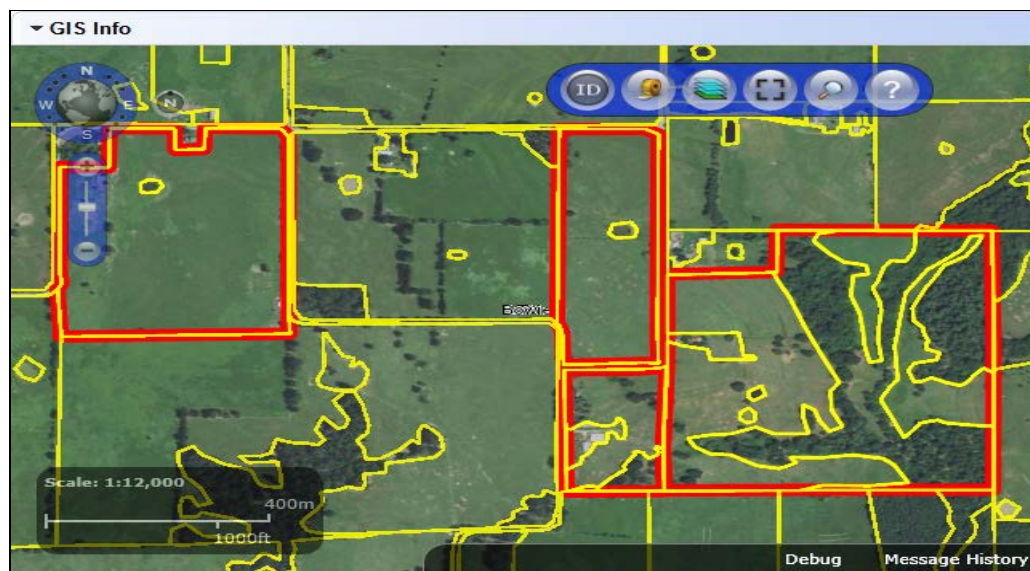 GIS Info
N
W
E
S
N
ID
?
Scale: 1:12,000
400m
1000ft
Debug
Message History